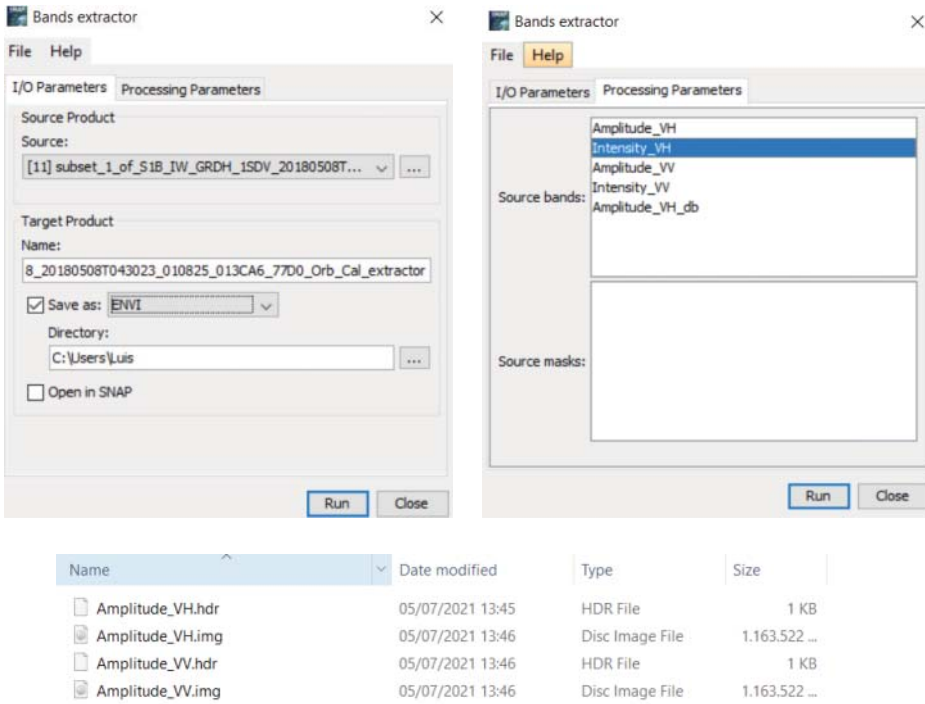 Bands extractor
File Help
I/O Parameters Processing Parameters
Source Product
Source:
[11] subset_1_of_S1B_IW_GRDH_1SDV_20180508T...
...
Target Product
Name:
8_20180508T043023_010825_013CA6_77D0_Orb_Cal_extractor
Save as: ENVI
Directory:
C:\Users\Luis
...
Open in SNAP
Run Close
Bands extractor
File Help
I/O Parameters Processing Parameters
Source bands:
Amplitude_VH
Intensity_VH
Amplitude_VV
Intensity_VV
Amplitude_VH_db
Source masks:
Run Close
Name Date modified Type Size
Amplitude_VH.hdr 05/07/2021 13:45 HDR File 1 KB
Amplitude_VH.img 05/07/2021 13:46 Disc Image File 1.163.522 ...
Amplitude_VV.hdr 05/07/2021 13:46 HDR File 1 KB
Amplitude_VV.img 05/07/2021 13:46 Disc Image File 1.163.522 ...